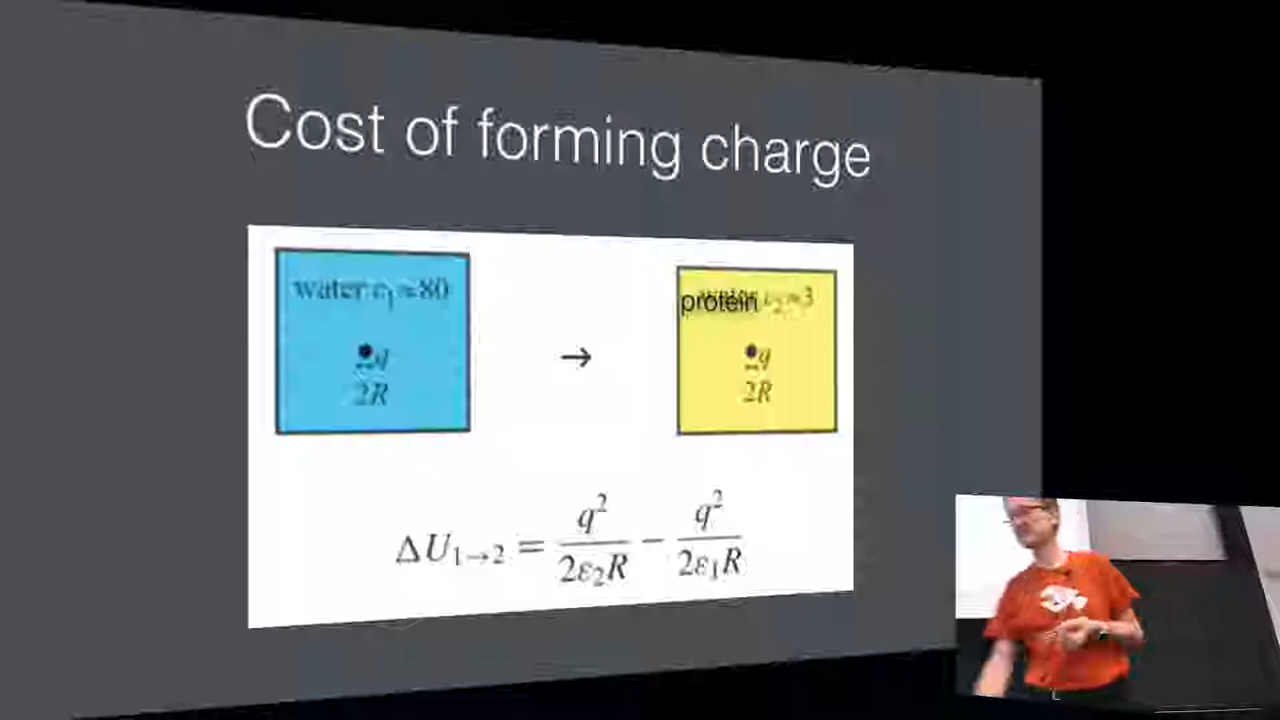 Cost of forming charge
water ε₁≈80
q
2R
→
protein ε₂≈3
q
2R
ΔU₁→₂ = q²/2ε₂R − q²/2ε₁R